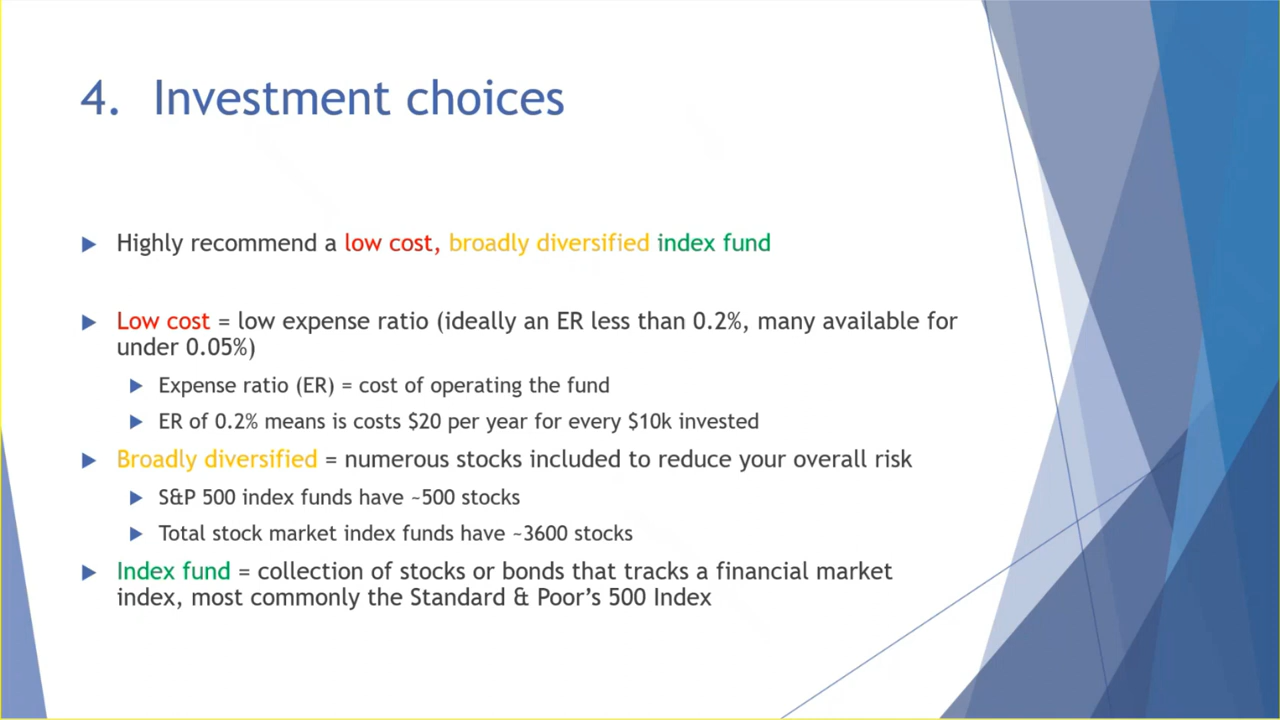 4. Investment choices
Highly recommend a low cost, broadly diversified index fund
Low cost = low expense ratio (ideally an ER less than 0.2%, many available for
under 0.05%)
Expense ratio (ER) = cost of operating the fund
ER of 0.2% means is costs $20 per year for every $10k invested
Broadly diversified = numerous stocks included to reduce your overall risk
S&P 500 index funds have ~500 stocks
Total stock market index funds have ~3600 stocks
Index fund = collection of stocks or bonds that tracks a financial market
index, most commonly the Standard & Poor’s 500 Index